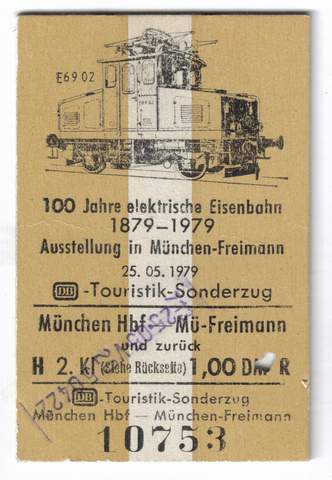 E69 02
100 Jahre elektrische Eisenbahn
1879-1979
Ausstellung in München-Freimann
25.05.1979
DB-Touristik-Sonderzug
München Hbf - Mü-Freimann
und zurück
H 2. Kl (siehe Rückseite) 1,00 DM R
DB-Touristik-Sonderzug
München Hbf — München-Freimann
10753